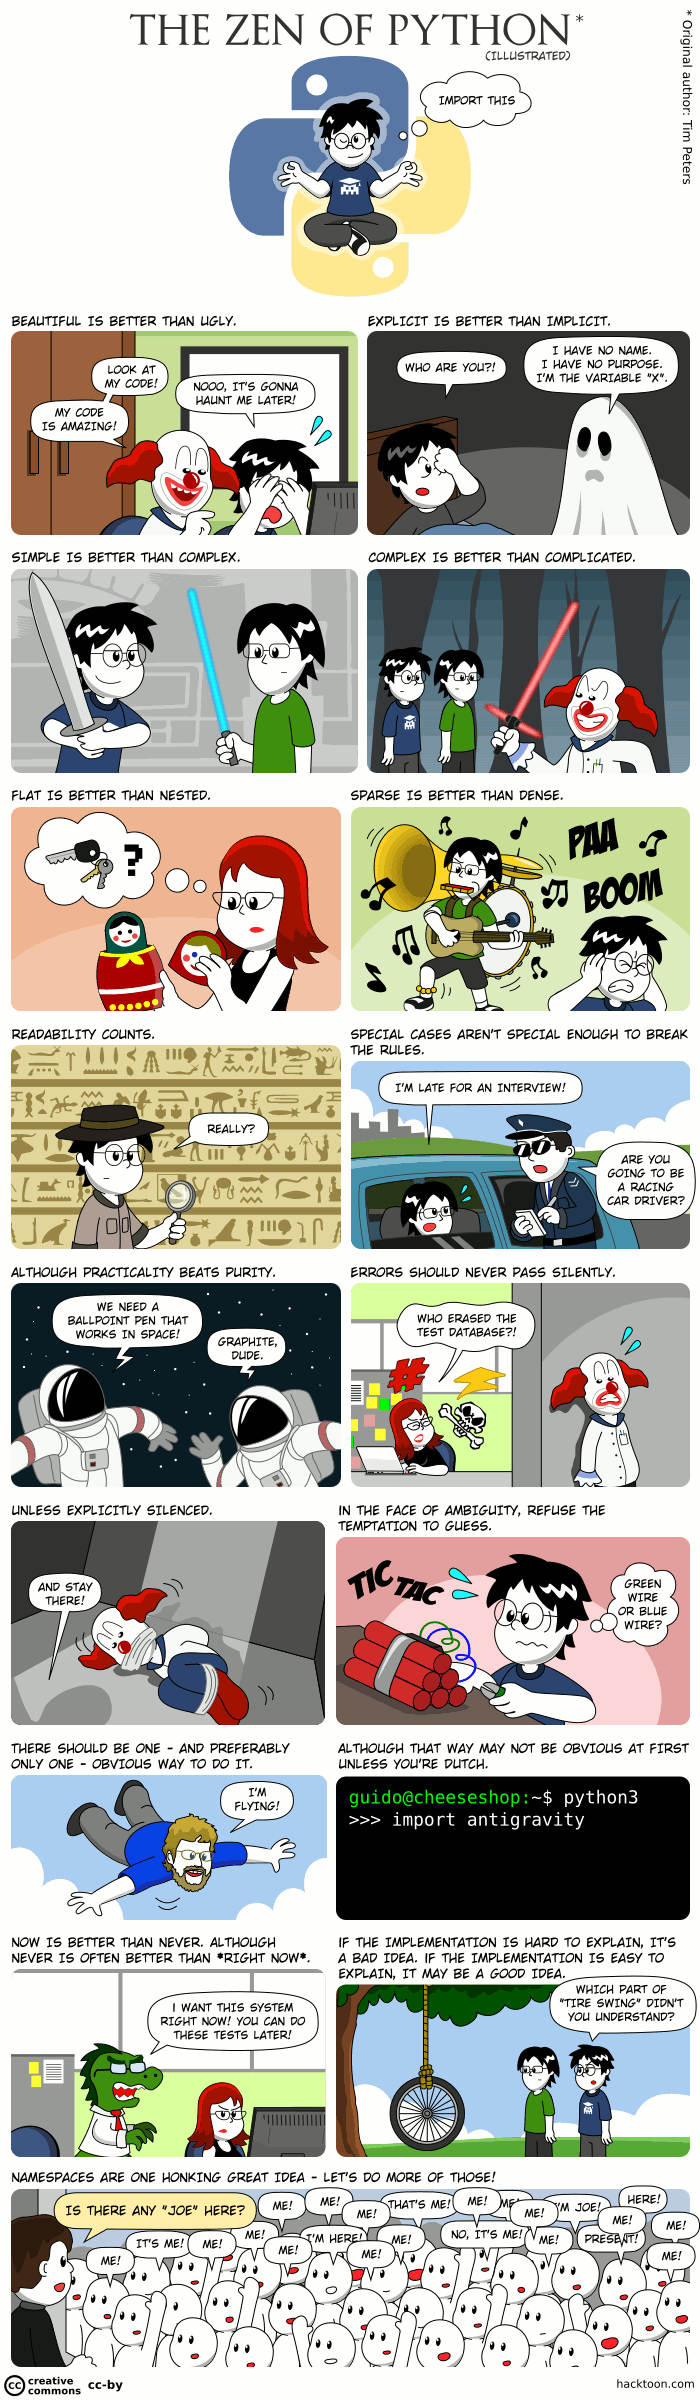 THE ZEN OF PYTHON*
(ILLUSTRATED)
* Original author: Tim Peters
IMPORT THIS
BEAUTIFUL IS BETTER THAN UGLY.
LOOK AT
MY CODE!
MY CODE
IS AMAZING!
NOOO, IT'S GONNA
HAUNT ME LATER!
EXPLICIT IS BETTER THAN IMPLICIT.
WHO ARE YOU?!
I HAVE NO NAME.
I HAVE NO PURPOSE.
I'M THE VARIABLE "X".
SIMPLE IS BETTER THAN COMPLEX.
COMPLEX IS BETTER THAN COMPLICATED.
FLAT IS BETTER THAN NESTED.
?
SPARSE IS BETTER THAN DENSE.
PAA
BOOM
READABILITY COUNTS.
REALLY?
SPECIAL CASES AREN'T SPECIAL ENOUGH TO BREAK
THE RULES.
I'M LATE FOR AN INTERVIEW!
ARE YOU
GOING TO BE
A RACING
CAR DRIVER?
ALTHOUGH PRACTICALITY BEATS PURITY.
WE NEED A
BALLPOINT PEN THAT
WORKS IN SPACE!
GRAPHITE,
DUDE.
ERRORS SHOULD NEVER PASS SILENTLY.
WHO ERASED THE
TEST DATABASE?!
#
UNLESS EXPLICITLY SILENCED.
AND STAY
THERE!
IN THE FACE OF AMBIGUITY, REFUSE THE
TEMPTATION TO GUESS.
TIC TAC
GREEN
WIRE
OR BLUE
WIRE?
THERE SHOULD BE ONE - AND PREFERABLY
ONLY ONE - OBVIOUS WAY TO DO IT.
I'M
FLYING!
ALTHOUGH THAT WAY MAY NOT BE OBVIOUS AT FIRST
UNLESS YOU'RE DUTCH.
guido@cheeseshop:~$ python3
>>> import antigravity
NOW IS BETTER THAN NEVER. ALTHOUGH
NEVER IS OFTEN BETTER THAN *RIGHT NOW*.
I WANT THIS SYSTEM
RIGHT NOW! YOU CAN DO
THESE TESTS LATER!
IF THE IMPLEMENTATION IS HARD TO EXPLAIN, IT'S
A BAD IDEA. IF THE IMPLEMENTATION IS EASY TO
EXPLAIN, IT MAY BE A GOOD IDEA.
WHICH PART OF
"TIRE SWING" DIDN'T
YOU UNDERSTAND?
NAMESPACES ARE ONE HONKING GREAT IDEA - LET'S DO MORE OF THOSE!
IS THERE ANY "JOE" HERE?
ME!
ME!
ME!
THAT'S ME!
ME!
ME!
ME!
I'M JOE!
HERE!
ME!
ME!
IT'S ME!
ME!
ME!
ME!
I'M HERE!
ME!
ME!
NO, IT'S ME!
ME!
PRESENT!
ME!
ME!
cc creative
commons
cc-by
hacktoon.com